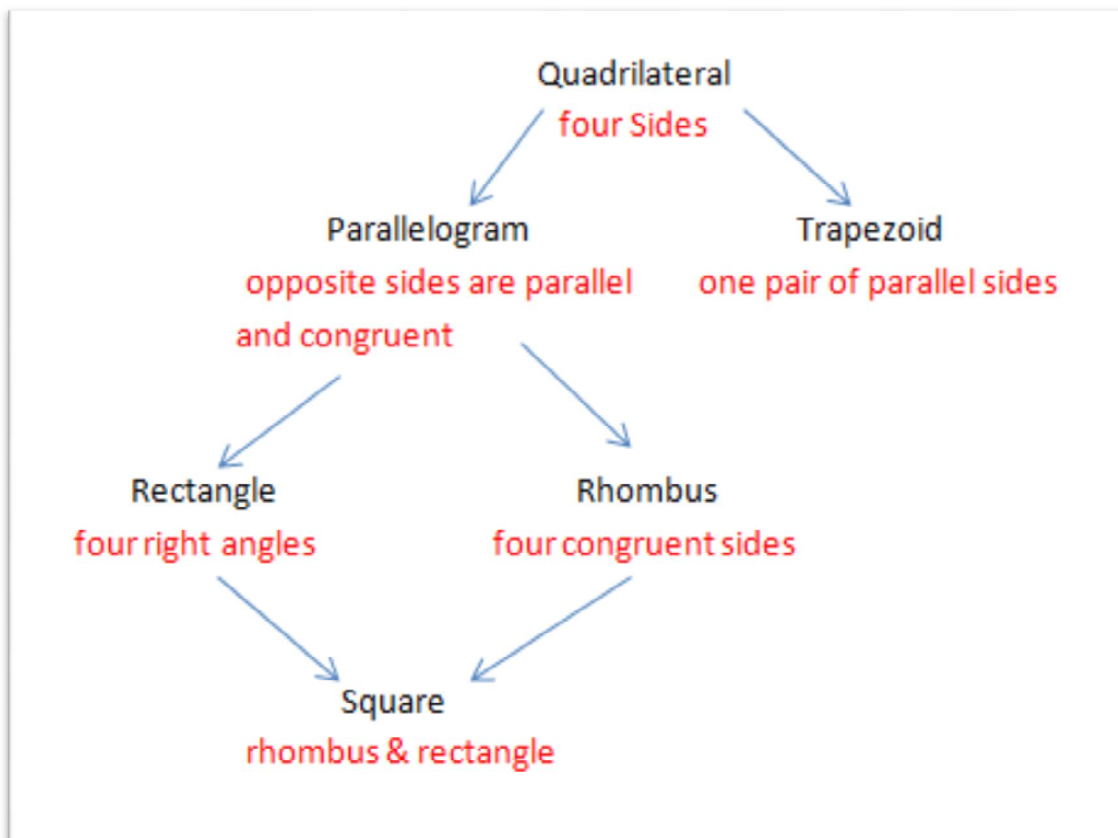 Quadrilateral
four Sides
Parallelogram
Trapezoid
opposite sides are parallel
and congruent
one pair of parallel sides
Rectangle
four right angles
Rhombus
four congruent sides
Square
rhombus & rectangle